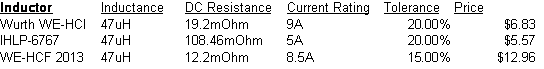 Inductor Inductance DC Resistance Current Rating Tolerance Price
Wurth WE-HCI 47uH 19.2mOhm 9A 20.00% $6.83
IHLP-6767 47uH 108.46mOhm 5A 20.00% $5.57
WE-HCF 2013 47uH 12.2mOhm 8.5A 15.00% $12.96